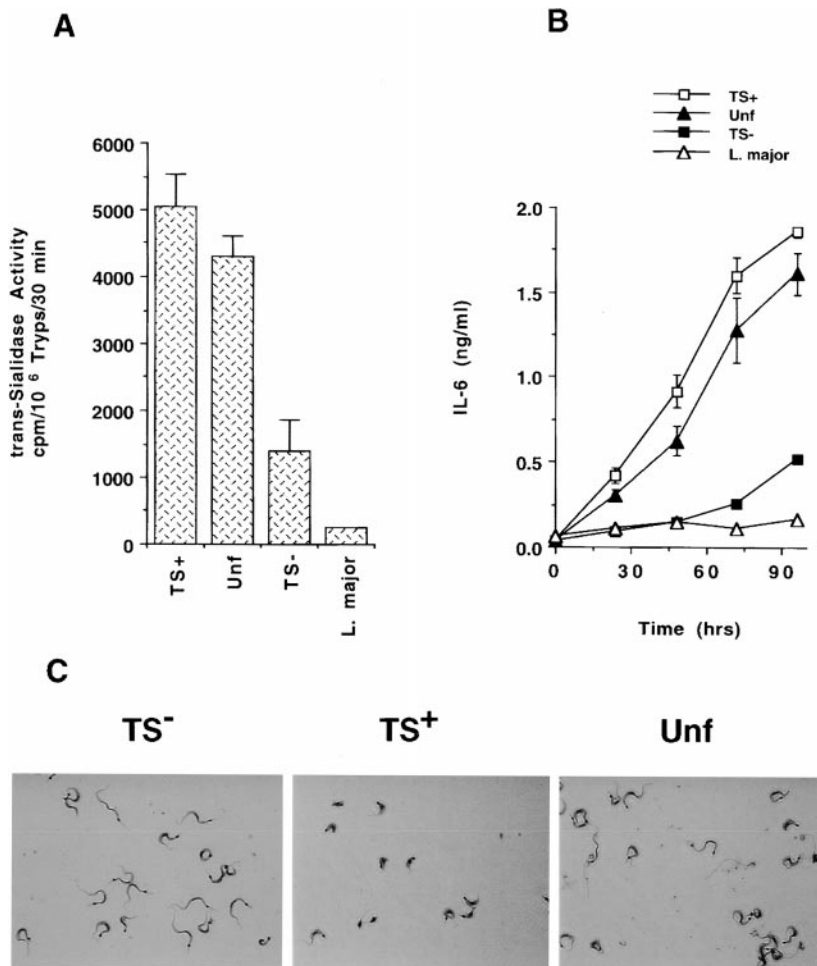 A
trans-Sialidase Activity
cpm/10 6 Tryps/30 min
6000
5000
4000
3000
2000
1000
0
TS+
Unf
TS-
L. major
B
TS+
Unf
TS-
L. major
IL-6 (ng/ml)
2.0
1.5
1.0
0.5
0.0
0 30 60 90
Time (hrs)
C
TS-
TS+
Unf